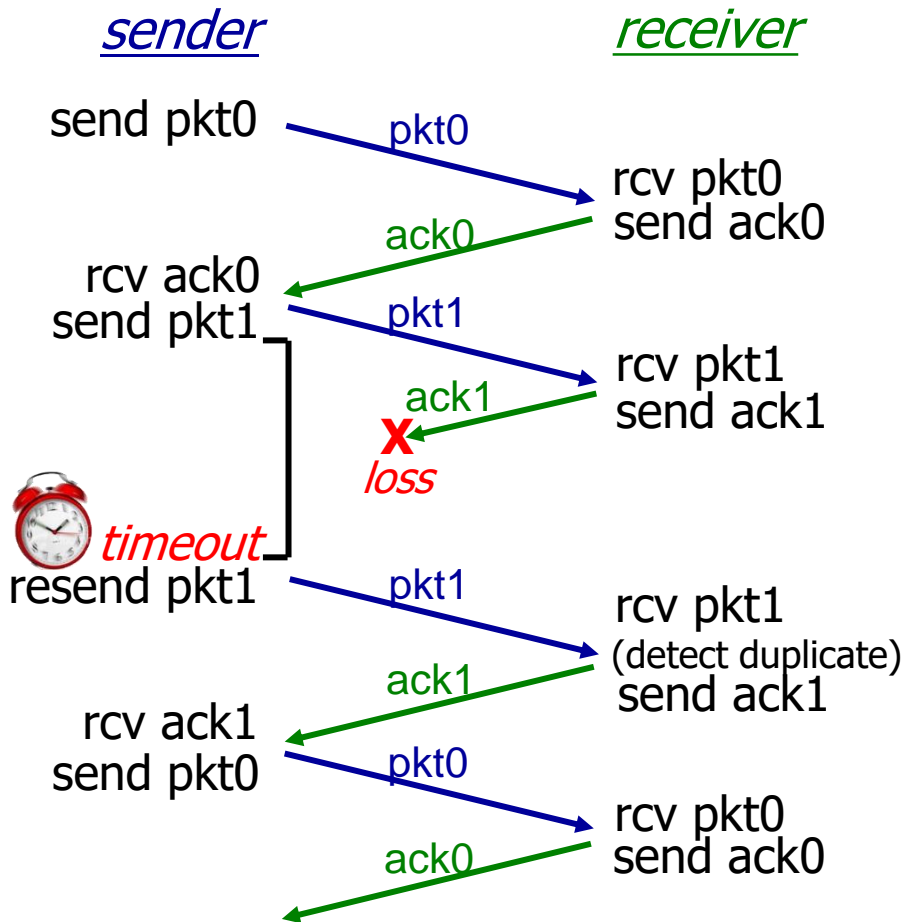 sender
receiver
send pkt0
pkt0
rcv pkt0
send ack0
ack0
rcv ack0
send pkt1
pkt1
rcv pkt1
send ack1
ack1
X
loss
timeout
resend pkt1
pkt1
rcv pkt1
(detect duplicate)
send ack1
ack1
rcv ack1
send pkt0
pkt0
rcv pkt0
send ack0
ack0